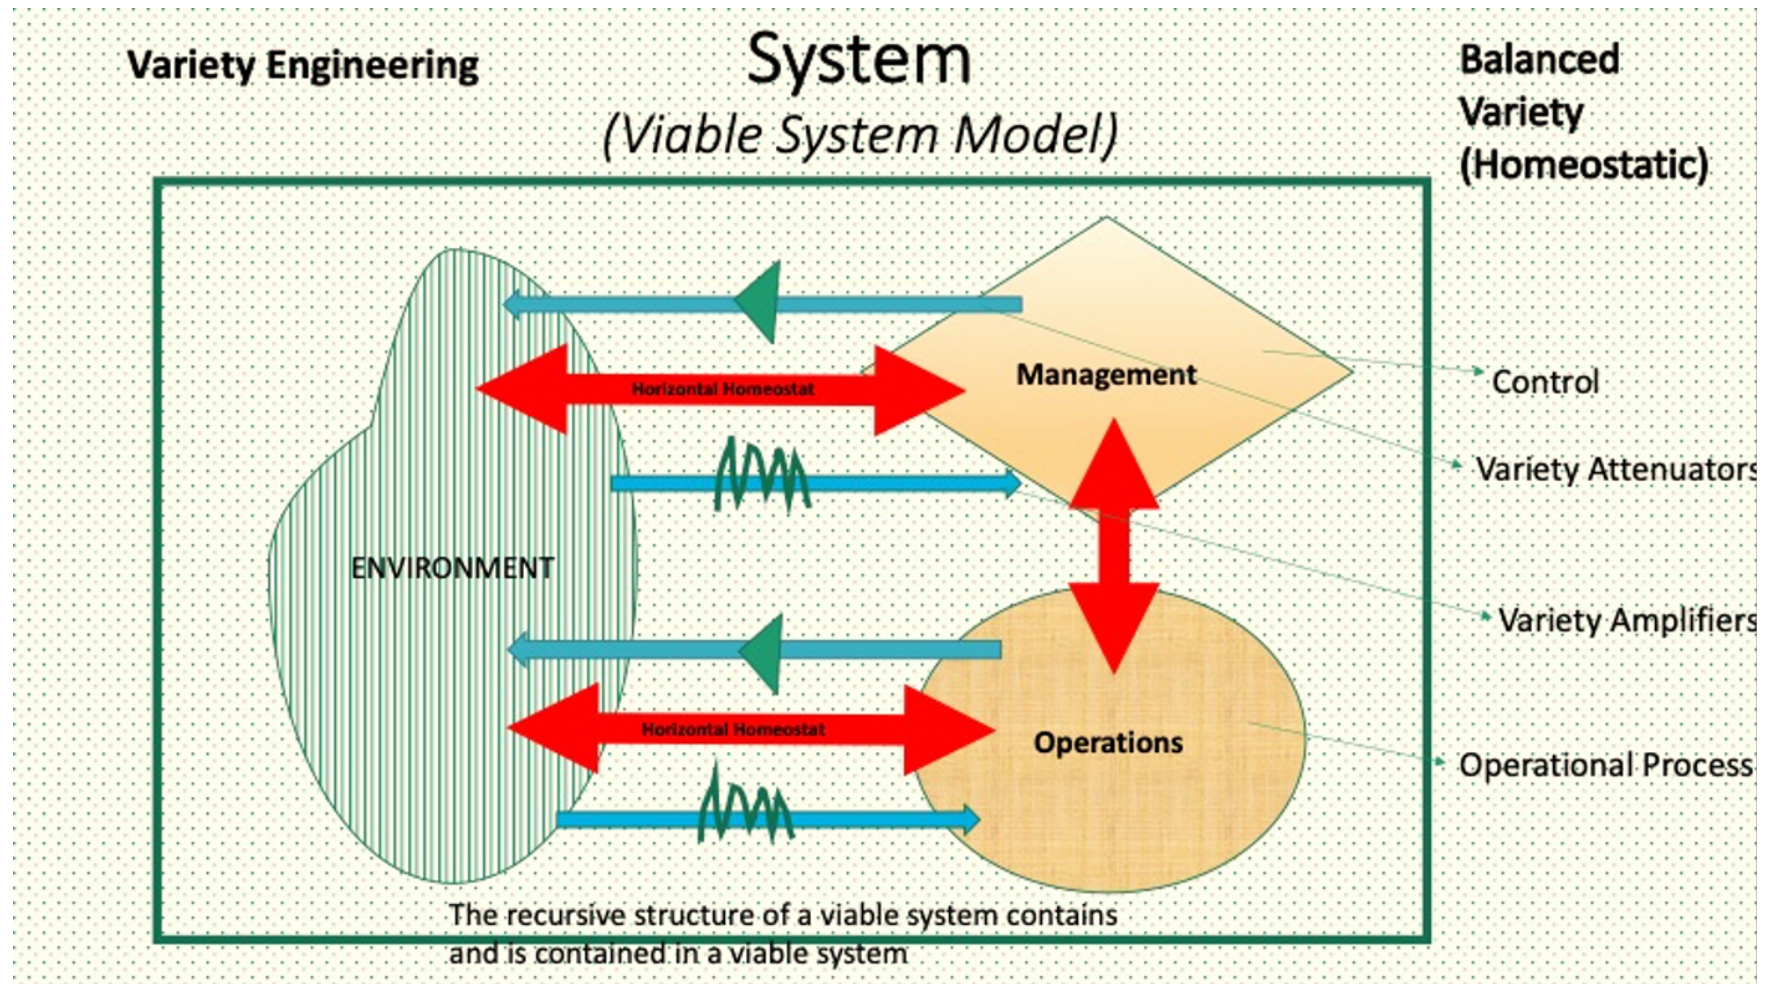 Variety Engineering
System
(Viable System Model)
Balanced
Variety
(Homeostatic)
Horizontal Homeostat
Management
Control
Variety Attenuators
ENVIRONMENT
Variety Amplifiers
Horizontal Homeostat
Operations
Operational Process
The recursive structure of a viable system contains
and is contained in a viable system